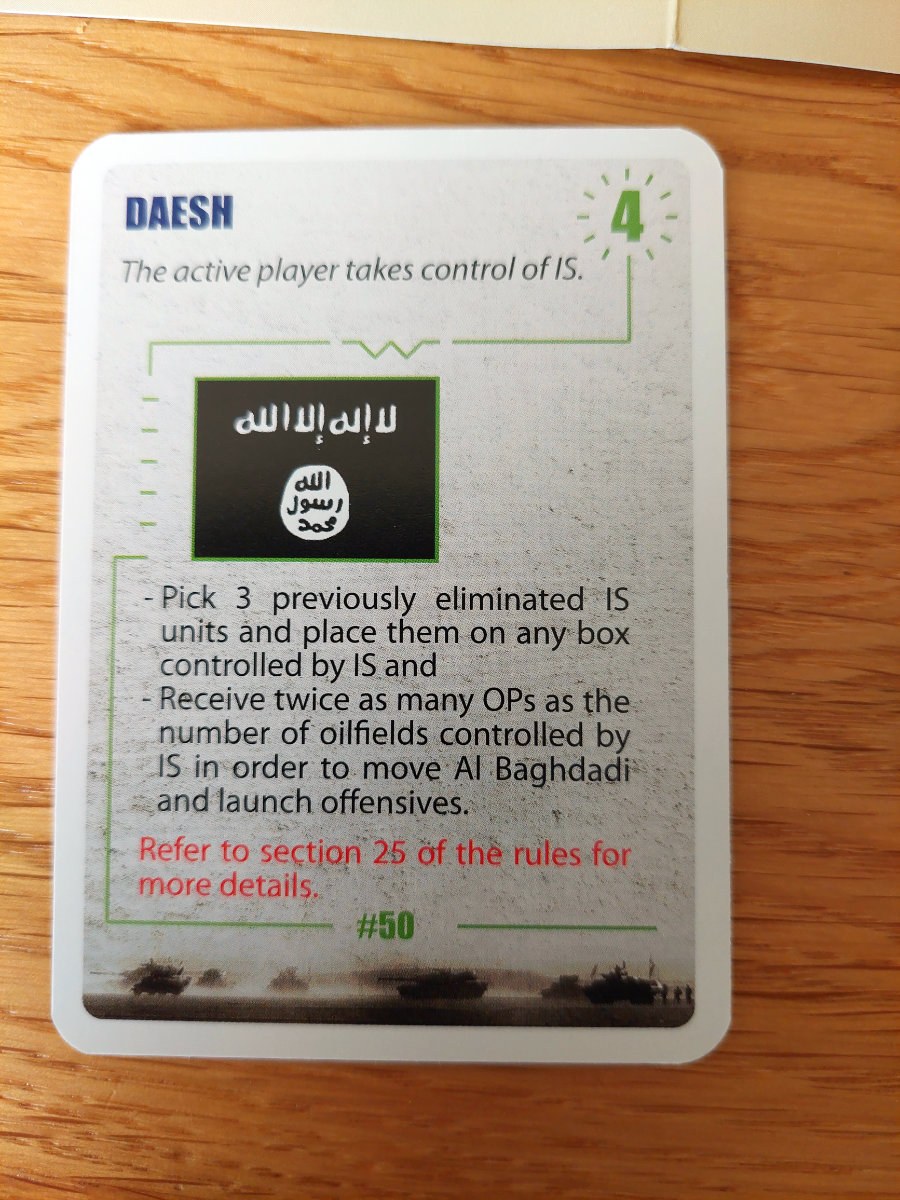 DAESH
4
The active player takes control of IS.
لا إله إلا الله
الله
رسول
محمد
- Pick 3 previously eliminated IS
units and place them on any box
controlled by IS and
- Receive twice as many OPs as the
number of oilfields controlled by
IS in order to move Al Baghdadi
and launch offensives.
Refer to section 25 of the rules for
more details.
#50